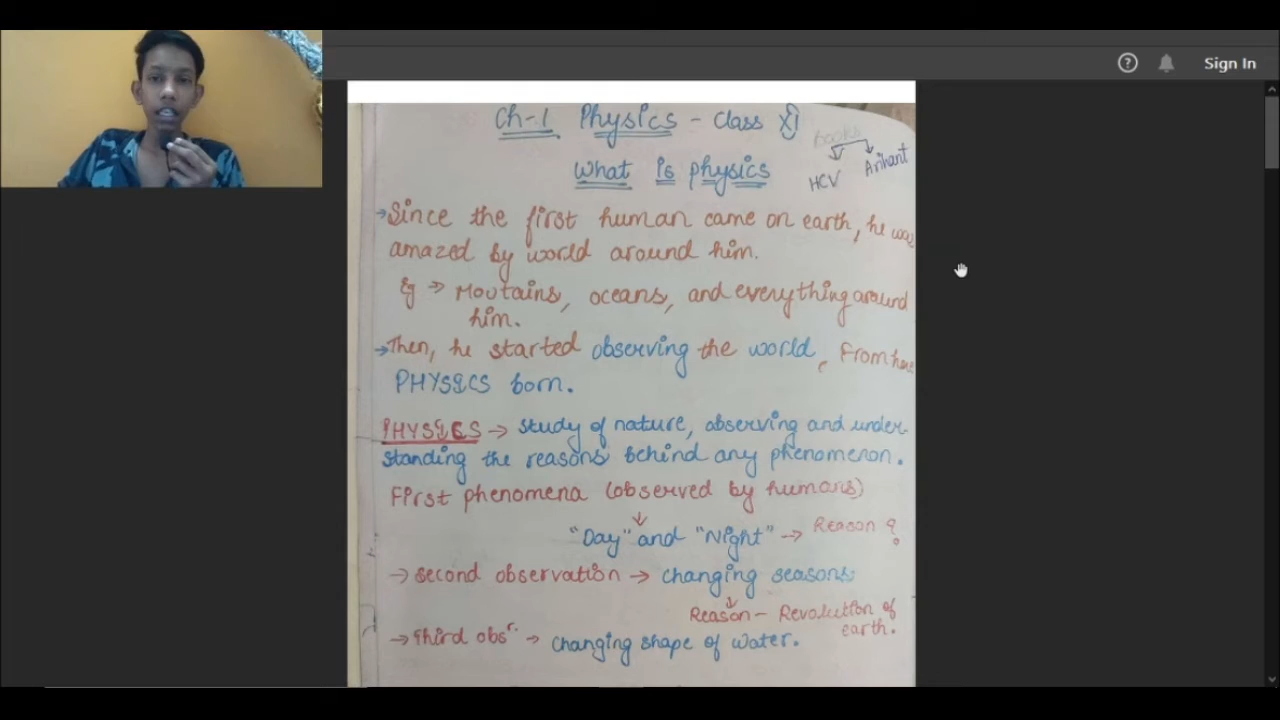 Sign In
Ch-1 Physics - Class XI
Books
HCV
Arihant
What is physics
→ Since the first human came on earth, he was
amazed by world around him.
Eg → Moutains, oceans, and everything around
him.
→ Then, he started observing the world, From here
PHYSICS born.
PHYSICS → study of nature, observing and under-
standing the reasons behind any phenomenon.
First phenomena (observed by humans)
↓
"Day" and "Night" → Reason ?
→ second observation → changing seasons
↓
Reason - Revolution of
earth.
→ Third obsr. → changing shape of water.